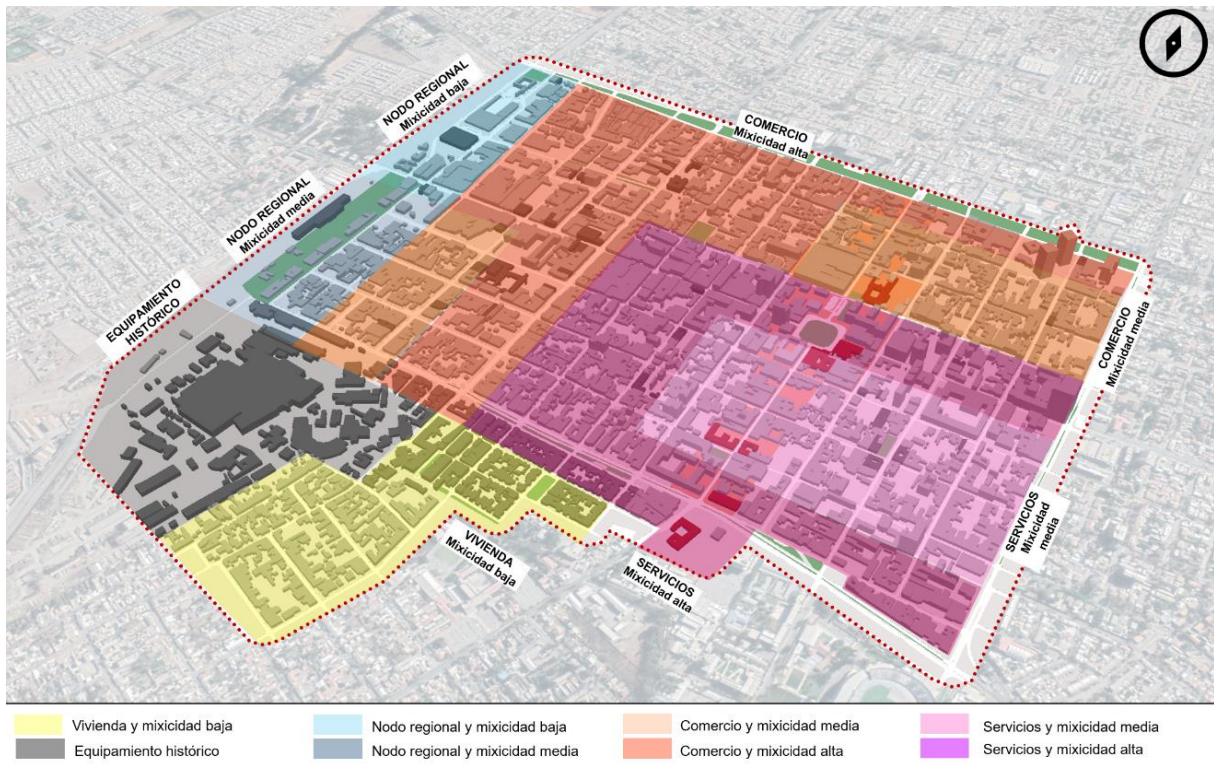 NODO REGIONAL
Mixicidad baja
COMERCIO
Mixicidad alta
NODO REGIONAL
Mixicidad media
EQUIPAMIENTO
HISTÓRICO
COMERCIO
Mixicidad media
SERVICIOS
Mixicidad
media
VIVIENDA
Mixicidad baja
SERVICIOS
Mixicidad alta
Vivienda y mixicidad baja
Equipamiento histórico
Nodo regional y mixicidad baja
Nodo regional y mixicidad media
Comercio y mixicidad media
Comercio y mixicidad alta
Servicios y mixicidad media
Servicios y mixicidad alta